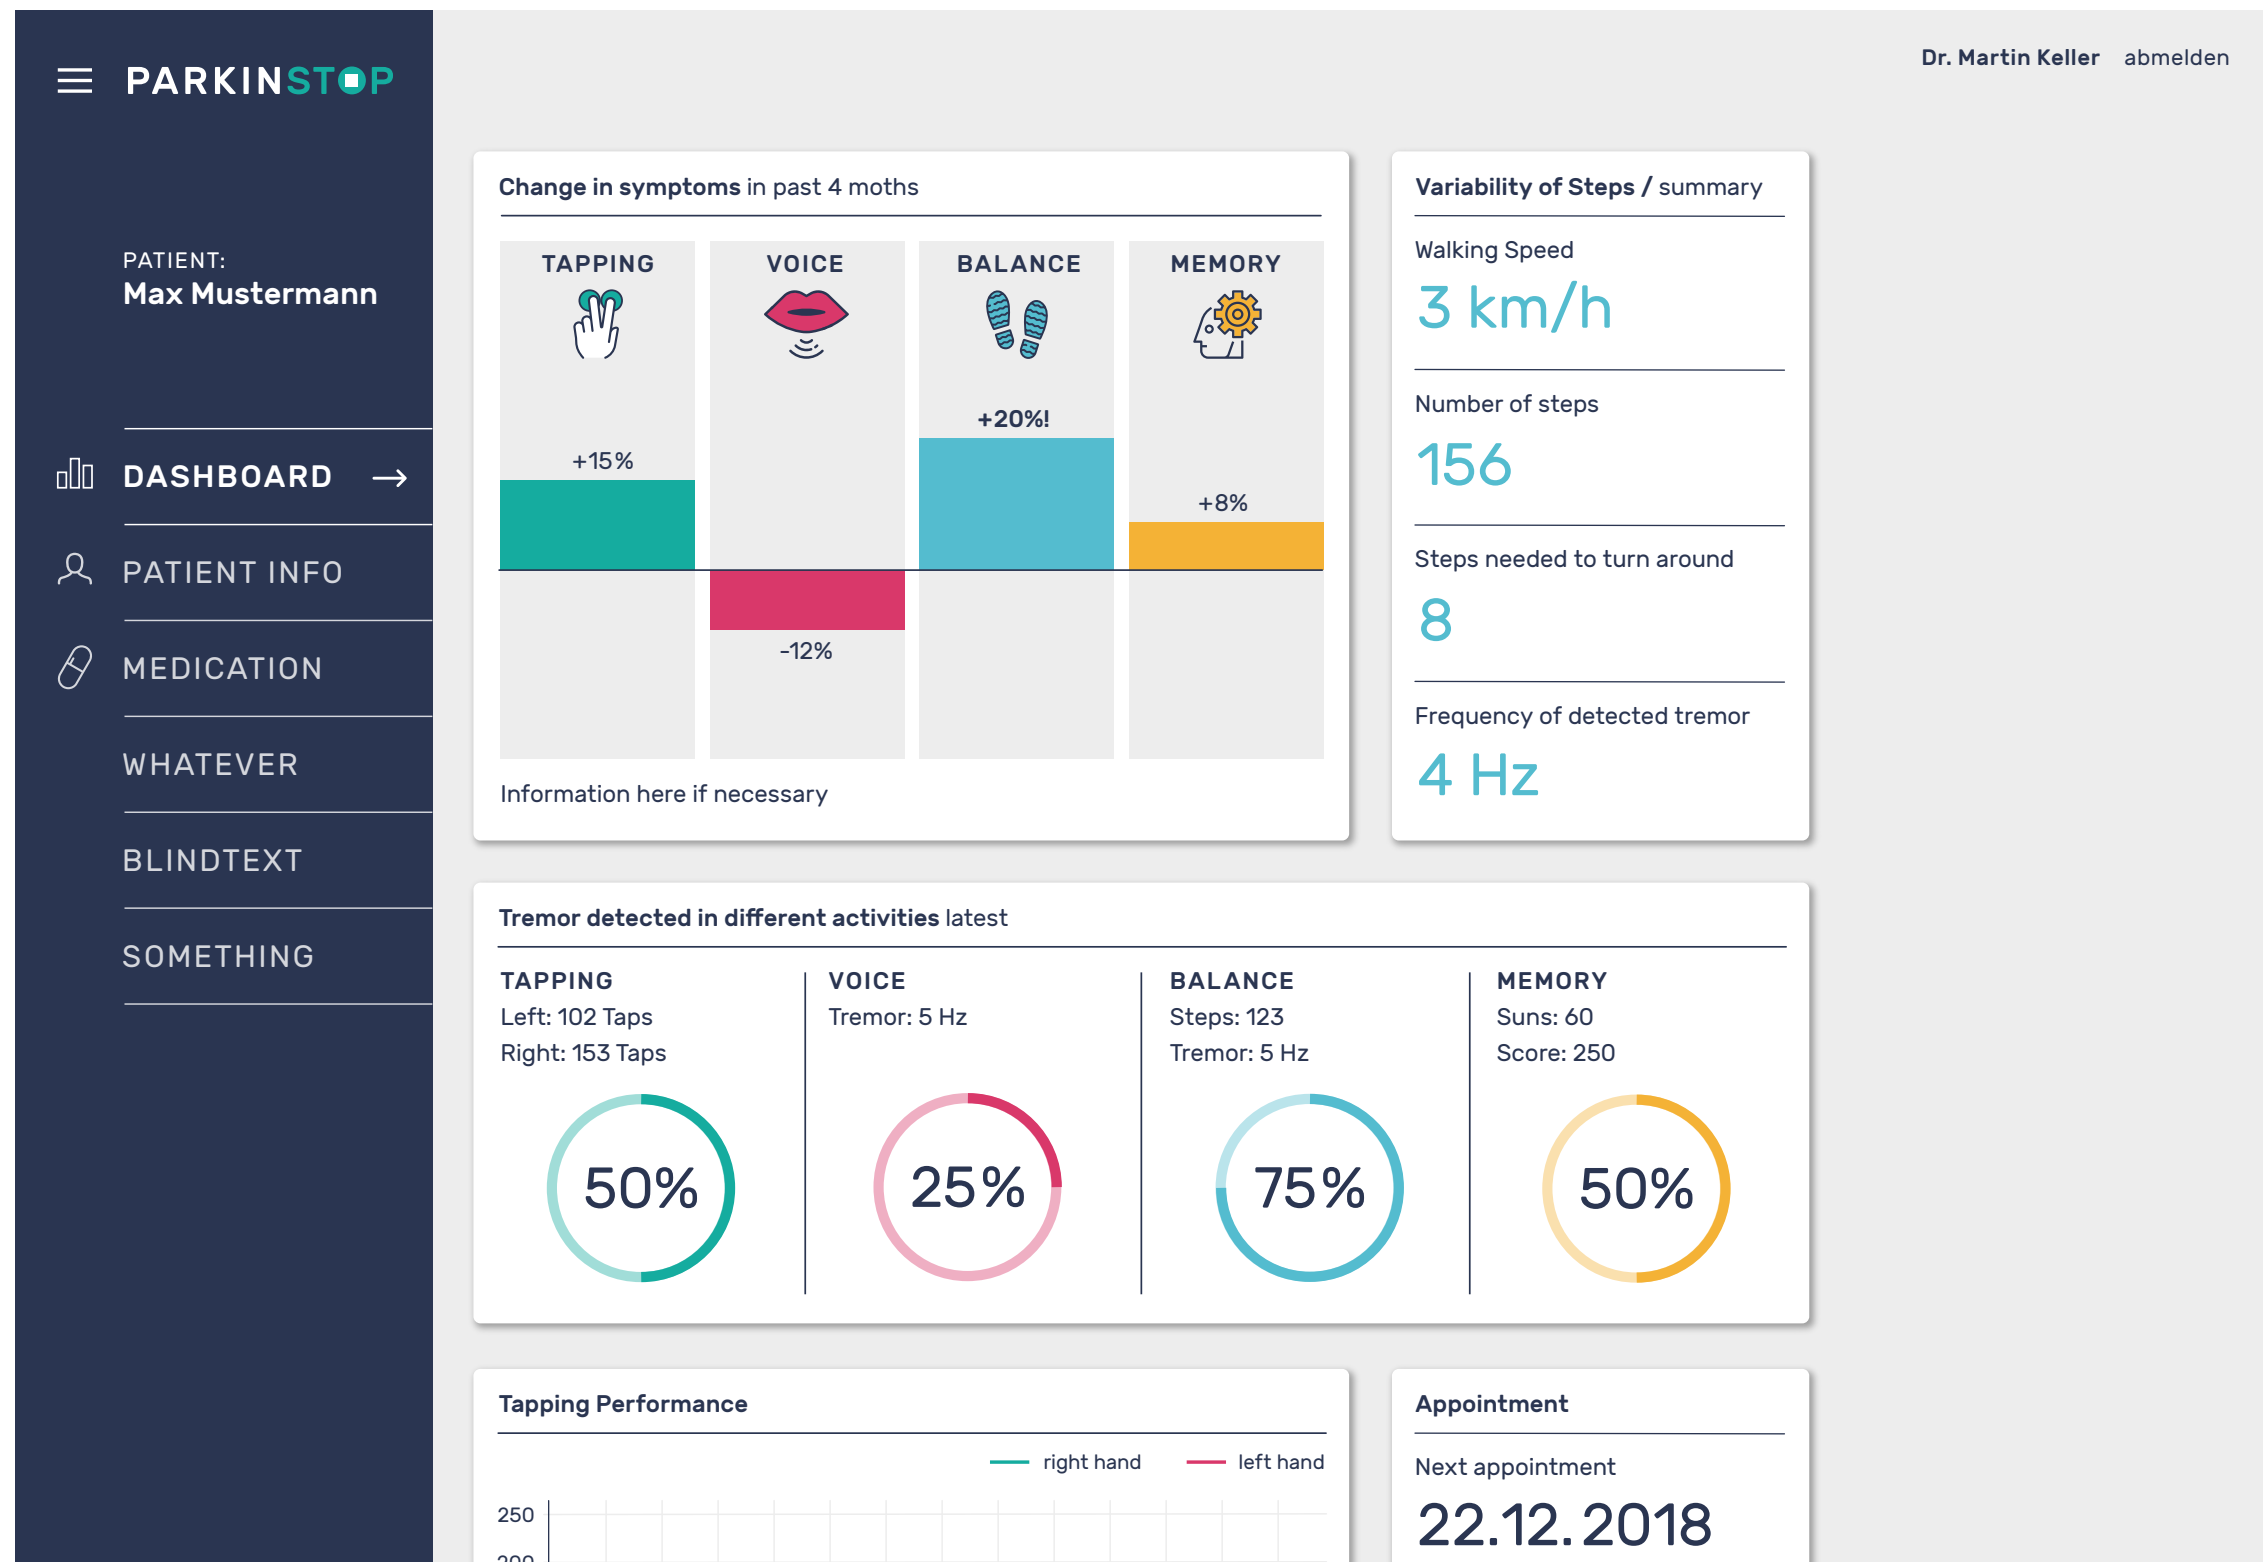 PARKINSTOP
Dr. Martin Keller abmelden
PATIENT:
Max Mustermann
DASHBOARD
PATIENT INFO
MEDICATION
WHATEVER
BLINDTEXT
SOMETHING
Change in symptoms in past 4 moths
TAPPING
VOICE
BALANCE
MEMORY
+15%
-12%
+20%!
+8%
Information here if necessary
Variability of Steps / summary
Walking Speed
3 km/h
Number of steps
156
Steps needed to turn around
8
Frequency of detected tremor
4 Hz
Tremor detected in different activities latest
TAPPING
Left: 102 Taps
Right: 153 Taps
50%
VOICE
Tremor: 5 Hz
25%
BALANCE
Steps: 123
Tremor: 5 Hz
75%
MEMORY
Suns: 60
Score: 250
50%
Tapping Performance
right hand
left hand
250
200
Appointment
Next appointment
22.12.2018